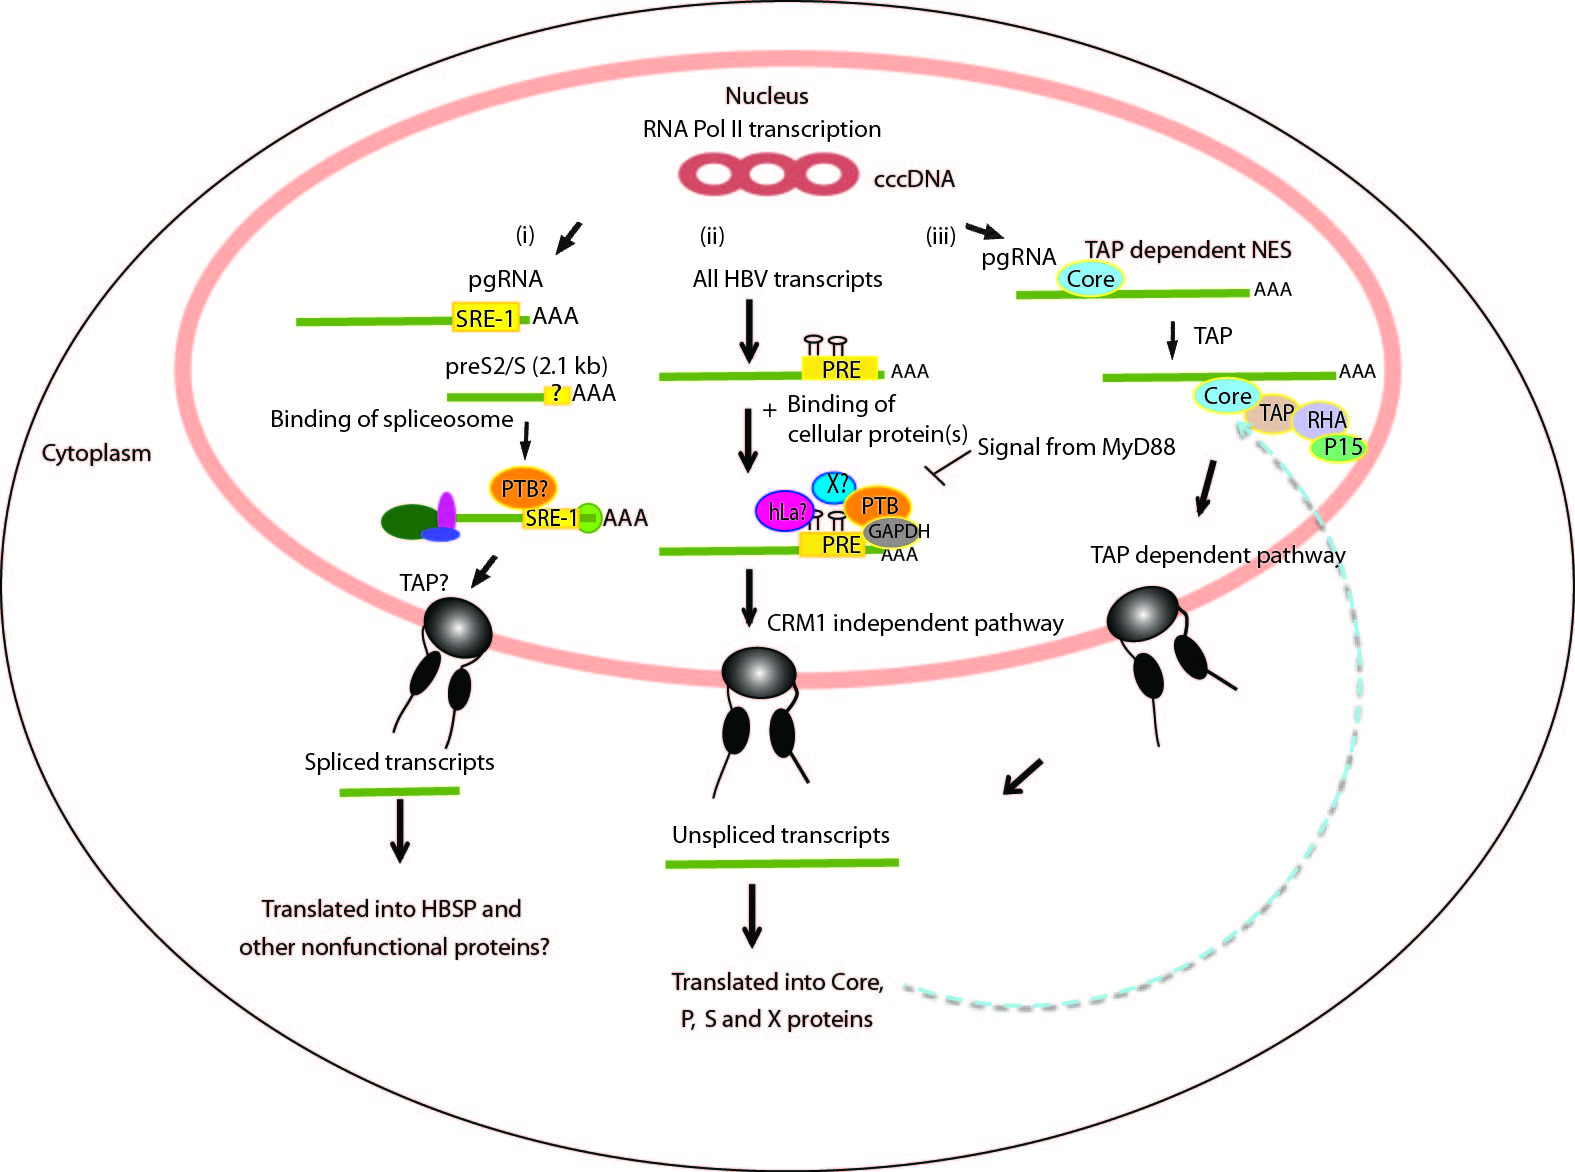 Nucleus
RNA Pol II transcription
cccDNA
(i)
(ii)
(iii)
pgRNA
SRE-1
AAA
preS2/S (2.1 kb)
?
AAA
Binding of spliceosome
PTB?
SRE-1
AAA
TAP?
All HBV transcripts
PRE
AAA
+ Binding of
cellular protein(s)
Signal from MyD88
hLa?
X?
PTB
GAPDH
PRE
AAA
CRM1 independent pathway
pgRNA
TAP dependent NES
Core
AAA
TAP
AAA
Core
TAP
RHA
P15
TAP dependent pathway
Cytoplasm
Spliced transcripts
Translated into HBSP and
other nonfunctional proteins?
Unspliced transcripts
Translated into Core,
P, S and X proteins